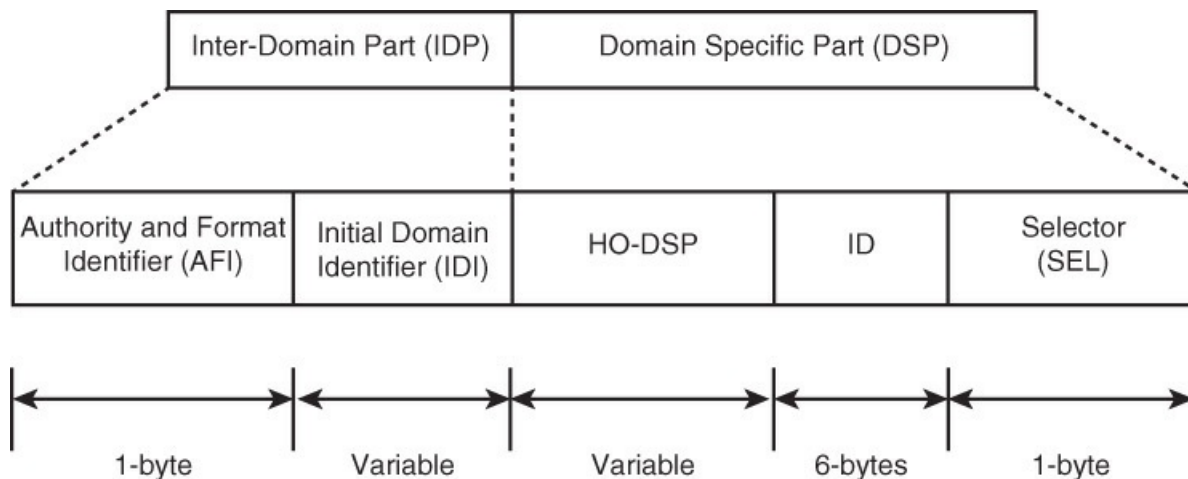 Inter-Domain Part (IDP)
Domain Specific Part (DSP)
Authority and Format
Identifier (AFI)
Initial Domain
Identifier (IDI)
HO-DSP
ID
Selector
(SEL)
1-byte
Variable
Variable
6-bytes
1-byte